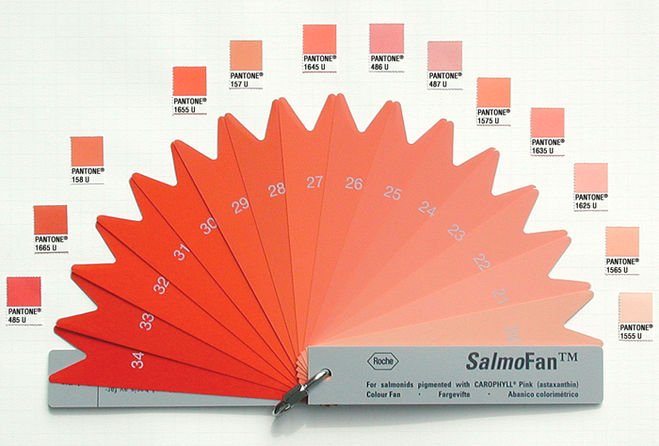 PANTONE®
1645 U
PANTONE®
486 U
PANTONE®
157 U
PANTONE®
487 U
PANTONE®
1655 U
PANTONE®
1575 U
PANTONE®
1635 U
PANTONE®
158 U
PANTONE®
1625 U
PANTONE®
1665 U
PANTONE®
1565 U
PANTONE®
485 U
PANTONE®
1555 U
34
33
32
31
30
29
28
27
26
25
24
23
22
21
Roche
SalmoFan™
For salmonids pigmented with CAROPHYLL® Pink (astaxanthin)
Colour Fan · Fargevifte · Abanico colorimétrico